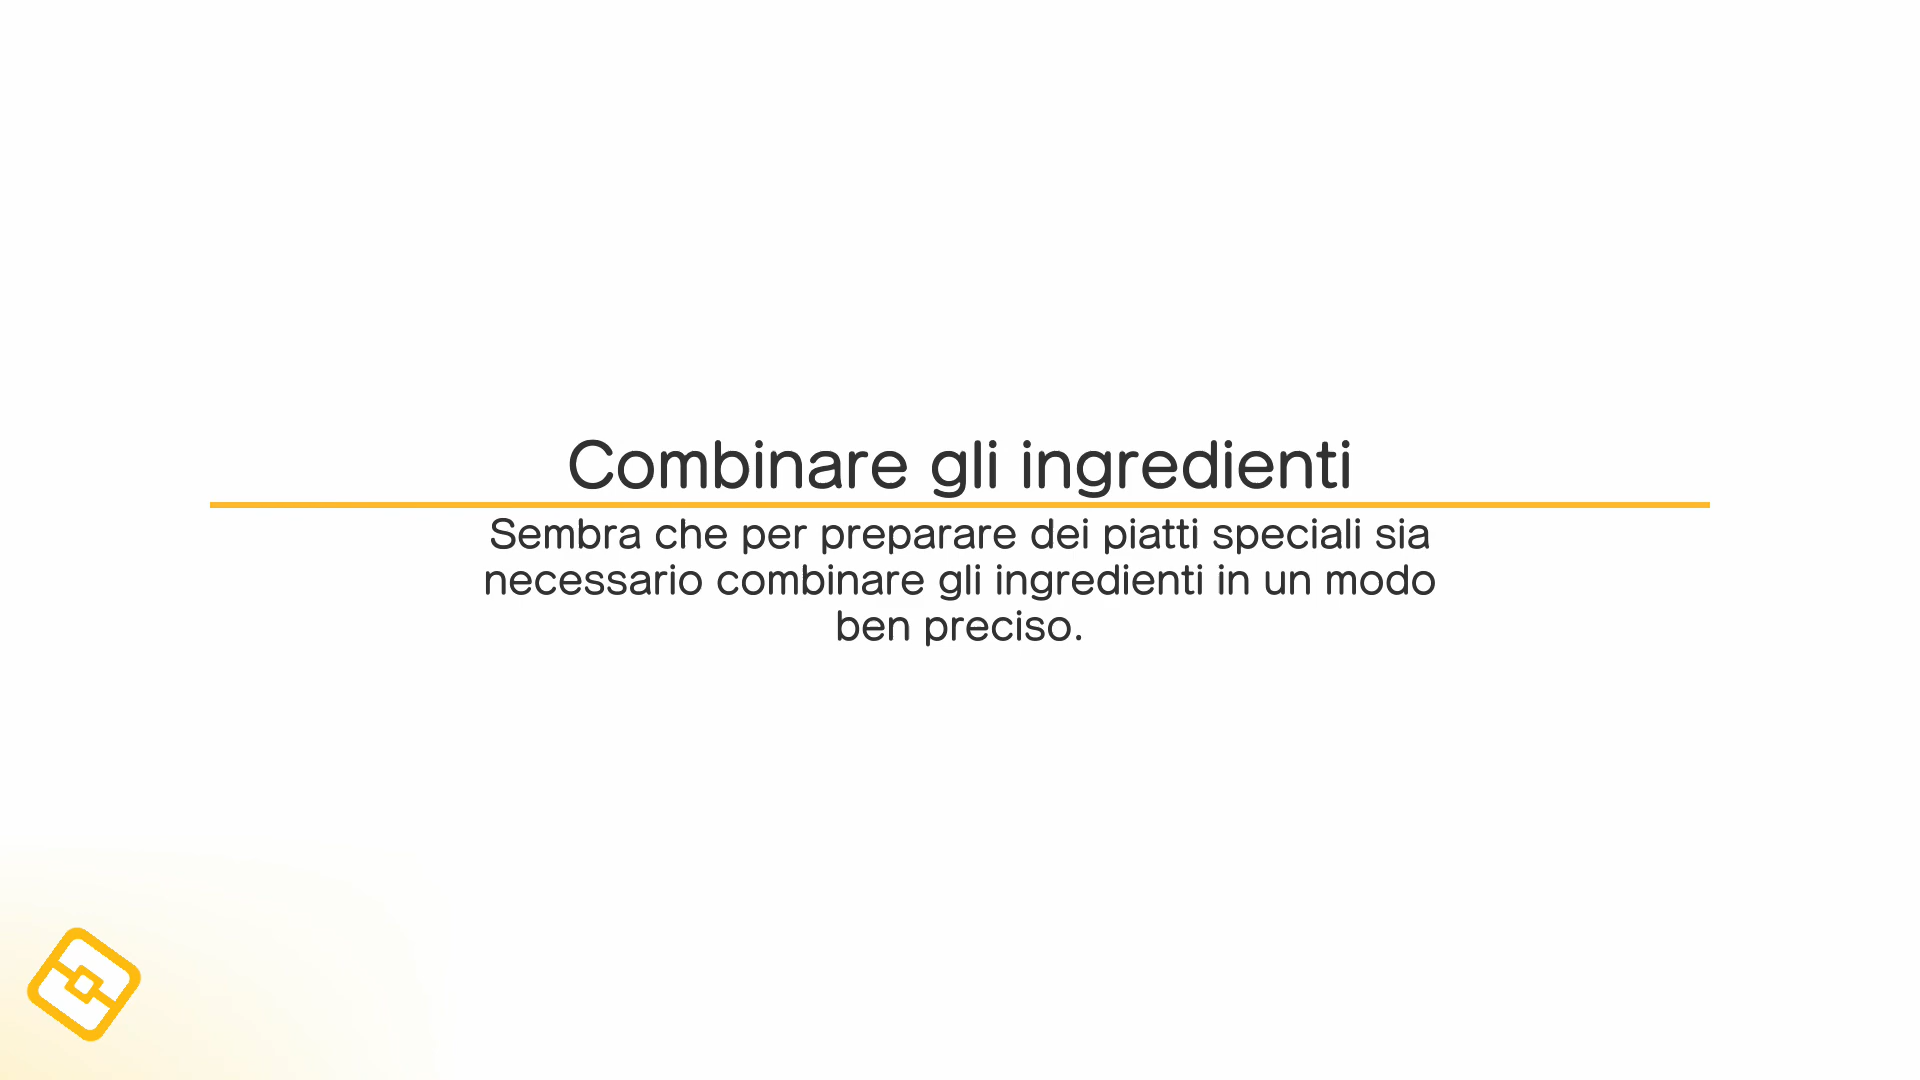 Combinare gli ingredienti
Sembra che per preparare dei piatti speciali sia
necessario combinare gli ingredienti in un modo
ben preciso.